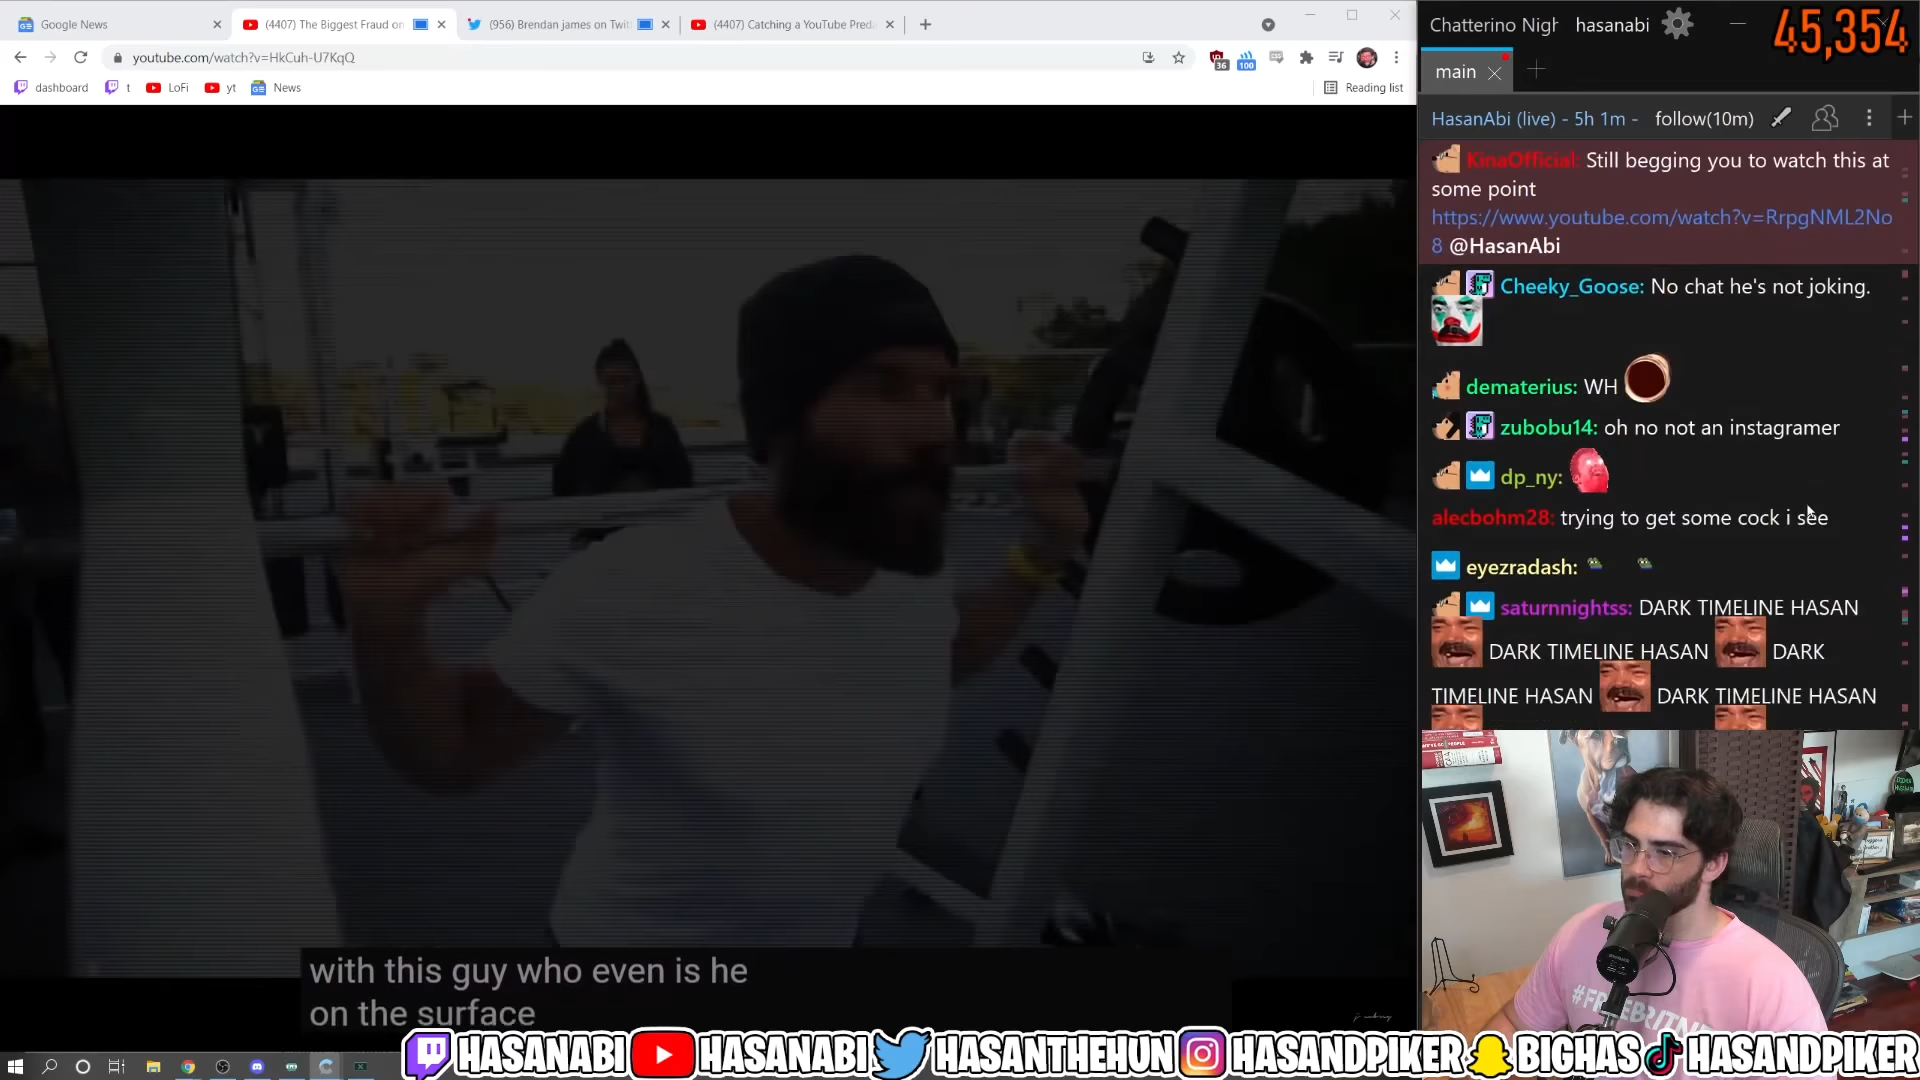 Google News
(4407) The Biggest Fraud on
(956) Brendan james on Twit
(4407) Catching a YouTube Preda
youtube.com/watch?v=HkCuh-U7KqQ
36
100
dashboard
t
LoFi
yt
News
Reading list
with this guy who even is he
on the surface
Chatterino Nigh
hasanabi
45,354
main
HasanAbi (live) - 5h 1m -
follow(10m)
KinaOfficial: Still begging you to watch this at
some point
https://www.youtube.com/watch?v=RrpgNML2No
8 @HasanAbi
Cheeky_Goose: No chat he's not joking.
dematerius: WH
zubobu14: oh no not an instagramer
dp_ny:
alecbohm28: trying to get some cock i see
eyezradash:
saturnnightss: DARK TIMELINE HASAN
DARK TIMELINE HASAN DARK
TIMELINE HASAN DARK TIMELINE HASAN
HASANABI
HASANABI
HASANTHEHUN
HASANDPIKER
BIGHAS
HASANDPIKER